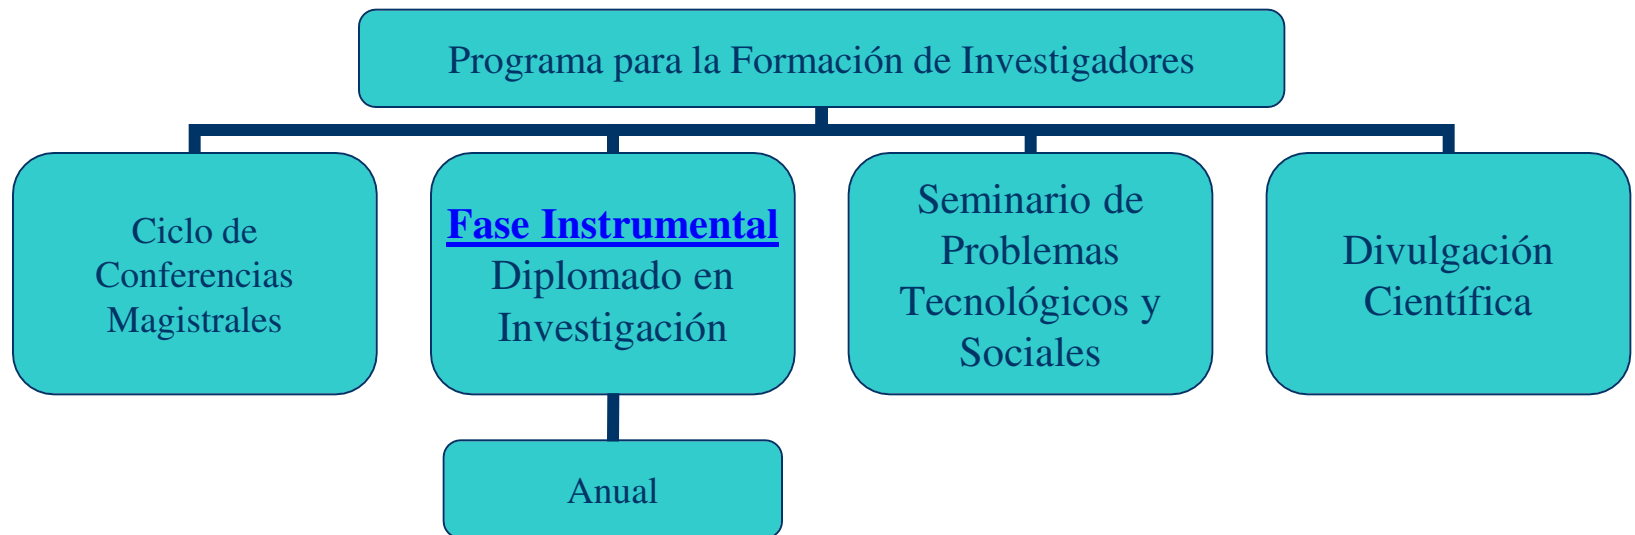 Programa para la Formación de Investigadores
Ciclo de
Conferencias
Magistrales
Fase Instrumental
Diplomado en
Investigación
Seminario de
Problemas
Tecnológicos y
Sociales
Divulgación
Científica
Anual